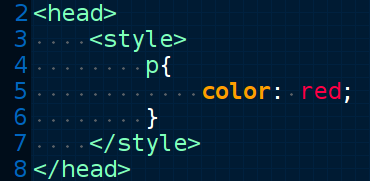 2 <head>
3     <style>
4         p{
5             color: red;
6         }
7     </style>
8 </head>